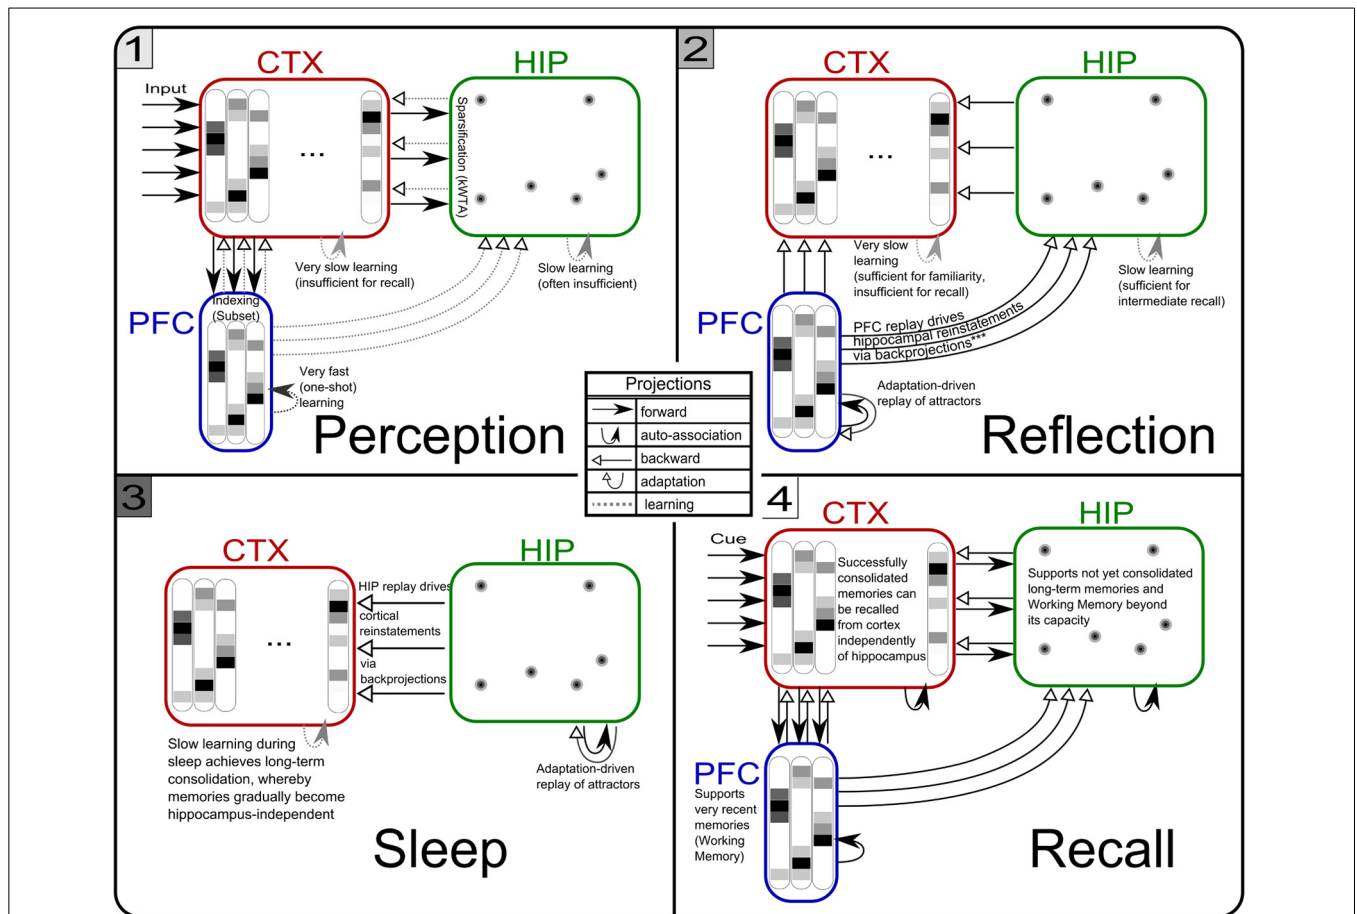 1
CTX
HIP
Input
...
Sparsification (kWTA)
Very slow learning
(insufficient for recall)
Slow learning
(often insufficient)
PFC
Indexing
(Subset)
Very fast
(one-shot)
learning
Perception
2
CTX
HIP
...
Very slow
learning
(sufficient for familiarity,
insufficient for recall)
Slow learning
(sufficient for
intermediate recall)
PFC
PFC replay drives
hippocampal reinstatements
via backprojections***
Adaptation-driven
replay of attractors
Reflection
Projections
forward
auto-association
backward
adaptation
learning
3
CTX
HIP
...
HIP replay drives
cortical
reinstatements
via
backprojections
Slow learning during
sleep achieves long-term
consolidation, whereby
memories gradually become
hippocampus-independent
Adaptation-driven
replay of attractors
Sleep
4
CTX
HIP
Cue
Successfully
consolidated
memories can
be recalled
from cortex
independently
of hippocampus
Supports not yet consolidated
long-term memories and
Working Memory beyond
its capacity
PFC
Supports
very recent
memories
(Working
Memory)
Recall